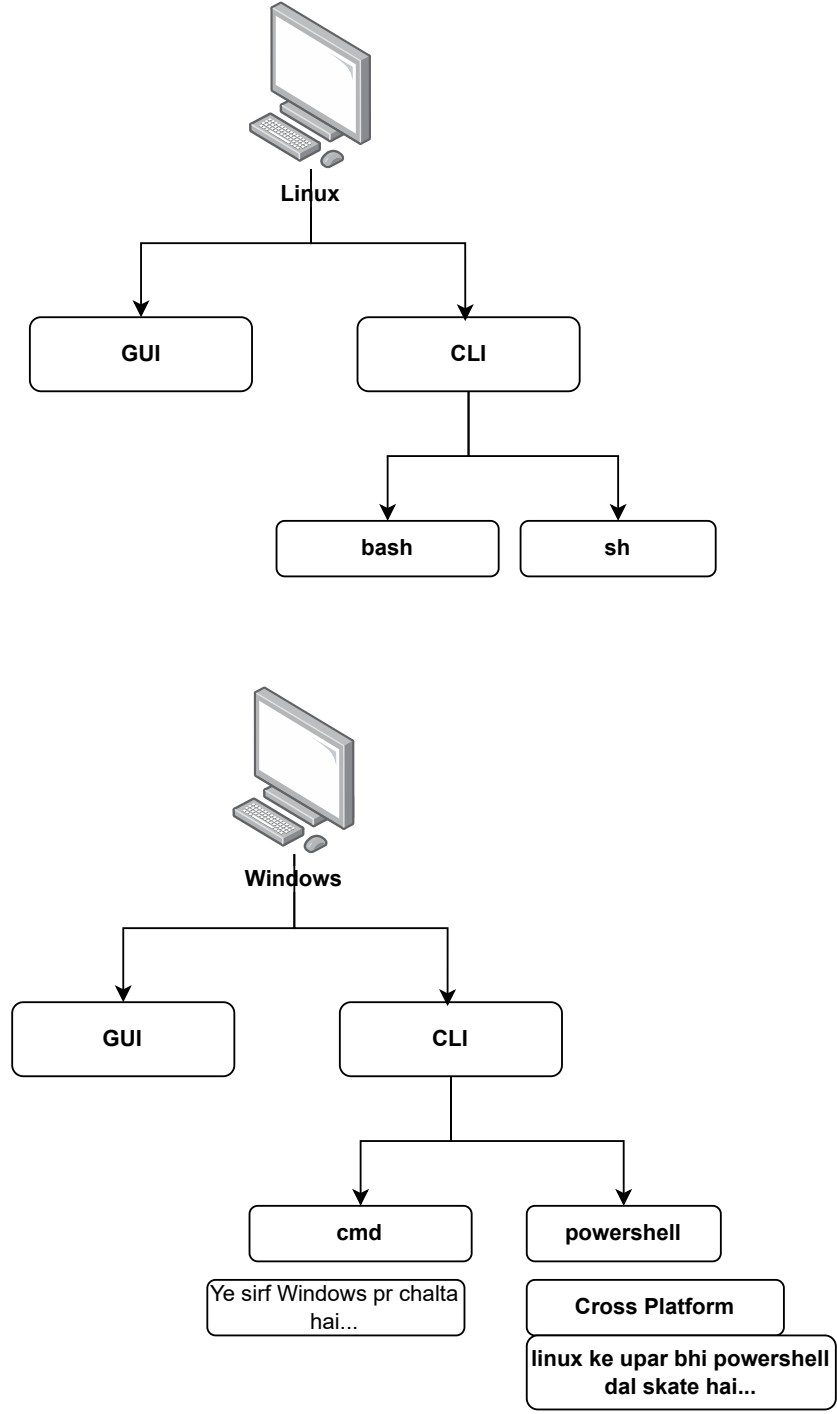 Linux
GUI
CLI
bash
sh
Windows
GUI
CLI
cmd
powershell
Ye sirf Windows pr chalta
hai...
Cross Platform
linux ke upar bhi powershell
dal skate hai...